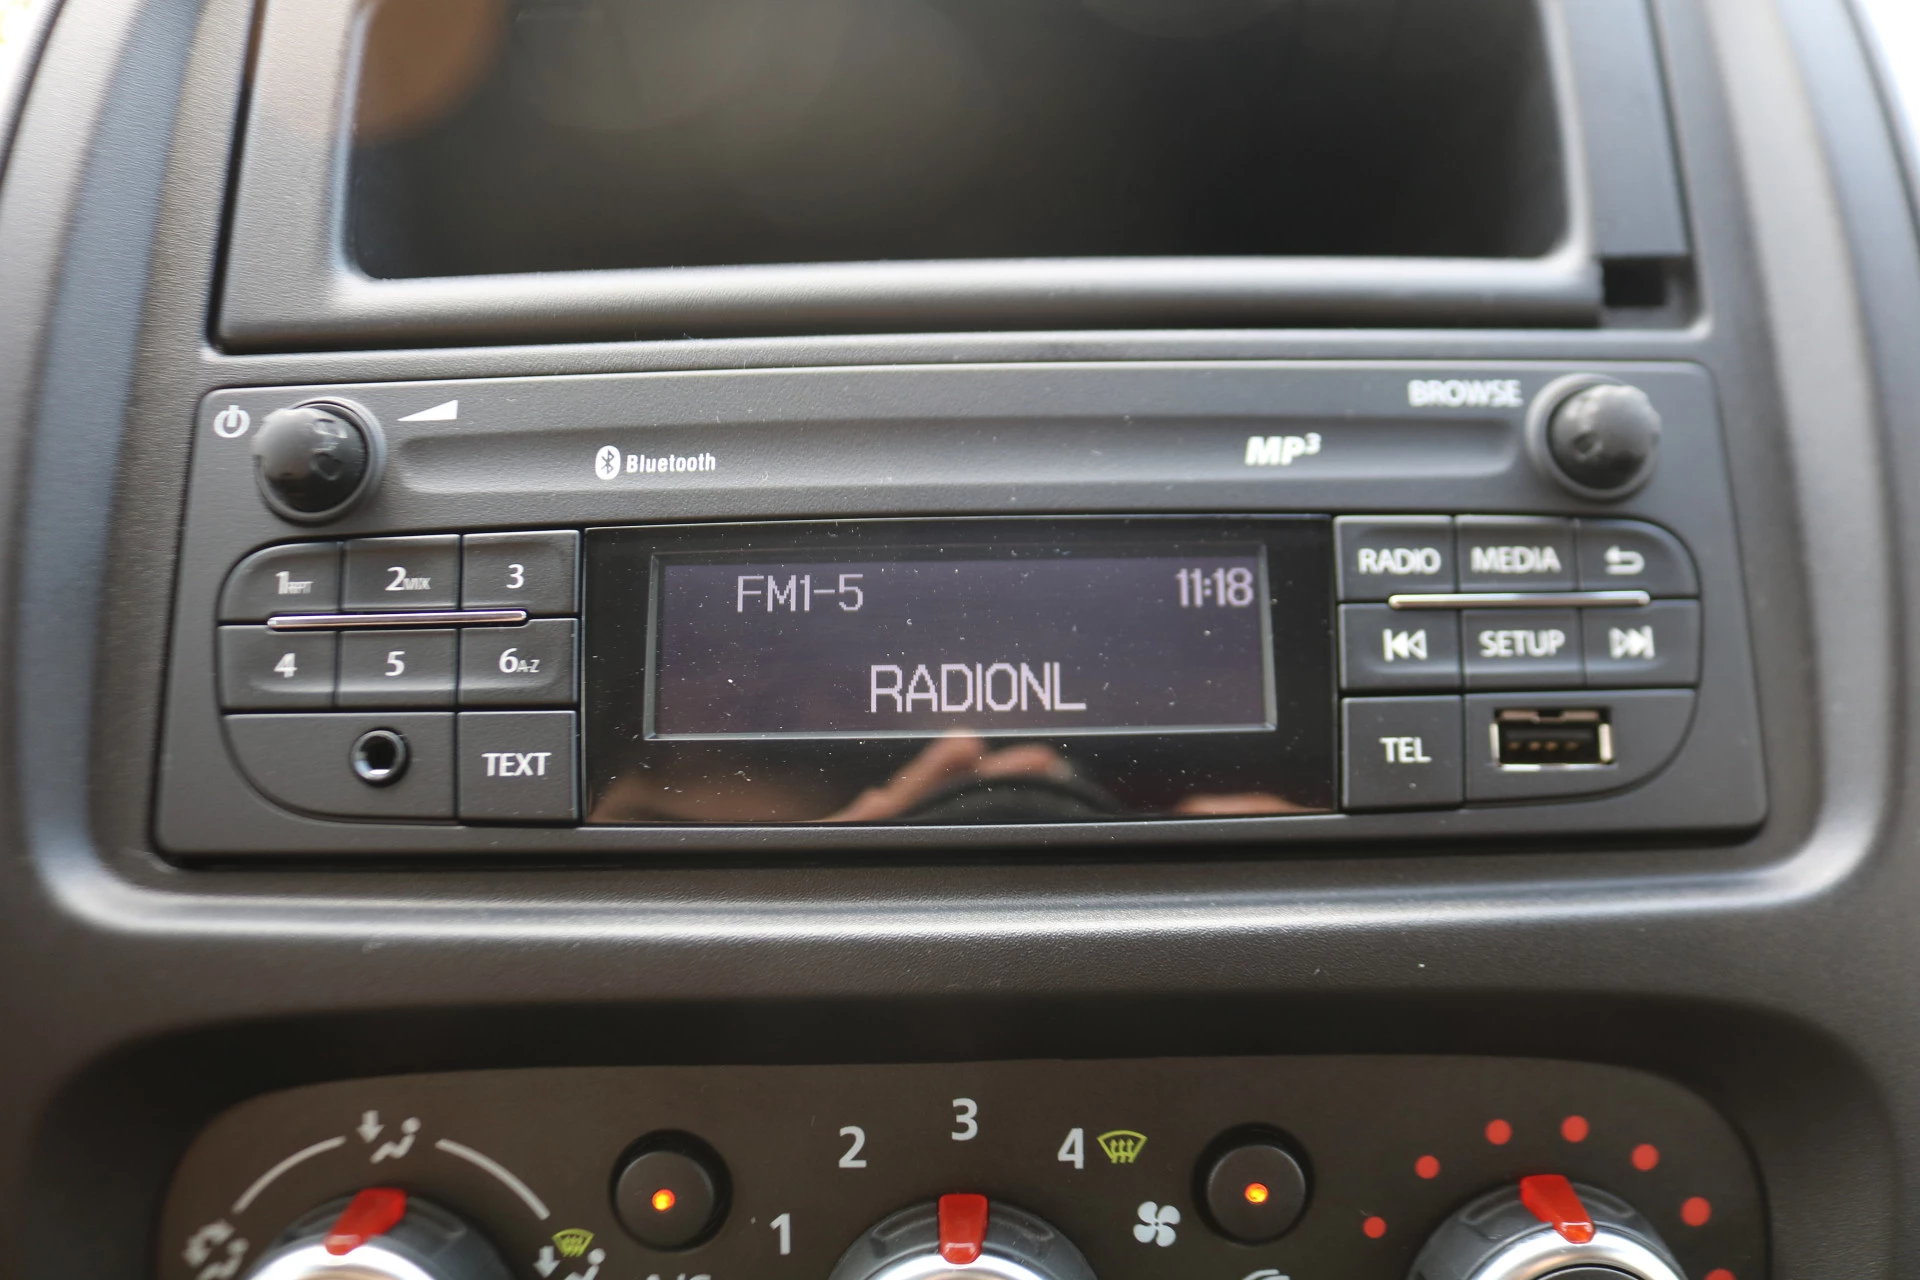 BROWSE
Bluetooth
MP3
1RPT
2MIX
3
FM1-5
11:18
RADIO
MEDIA
4
5
6A-Z
RADIONL
SETUP
TEXT
TEL
1
2
3
4